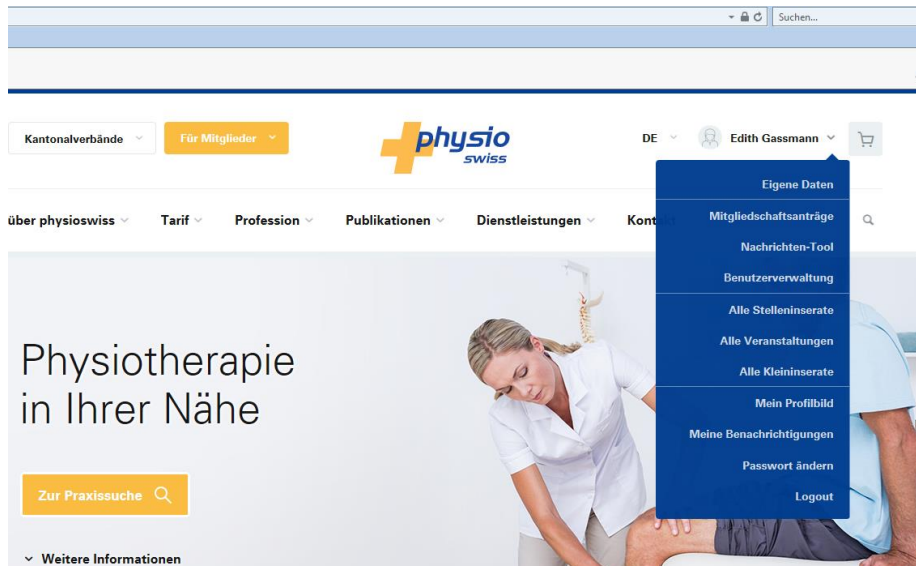 Suchen...
Kantonalverbände
Für Mitglieder
physio
swiss
DE
Edith Gassmann
über physioswiss
Tarif
Profession
Publikationen
Dienstleistungen
Kont
Eigene Daten
Mitgliedschaftsanträge
Nachrichten-Tool
Benutzerverwaltung
Alle Stelleninserate
Alle Veranstaltungen
Alle Kleininserate
Mein Profilbild
Meine Benachrichtigungen
Passwort ändern
Logout
Physiotherapie
in Ihrer Nähe
Zur Praxissuche
Weitere Informationen